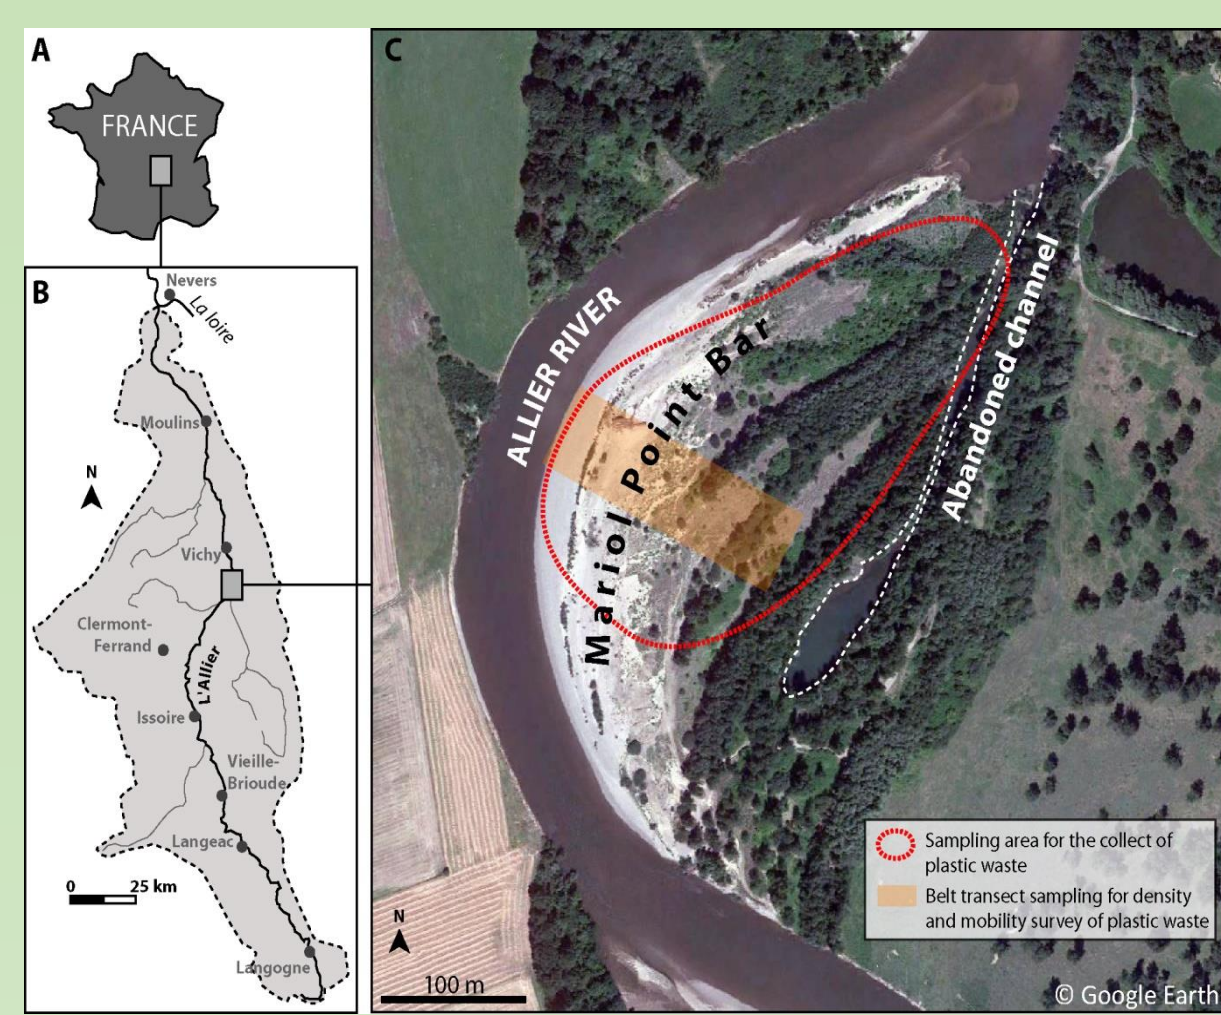 A
FRANCE
B
Nevers
La loire
Moulins
N
Vichy
Clermont-
Ferrand
L'Allier
Issoire
Vieille-
Brioude
Langeac
0 25 km
Langogne
C
ALLIER RIVER
Mariol Point Bar
Abandoned channel
Sampling area for the collect of
plastic waste
Belt transect sampling for density
and mobility survey of plastic waste
N
100 m
© Google Earth